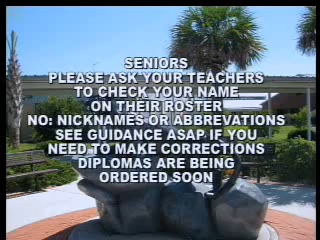 SENIORS
PLEASE ASK YOUR TEACHERS
TO CHECK YOUR NAME
ON THEIR ROSTER
NO: NICKNAMES OR ABBREVATIONS
SEE GUIDANCE ASAP IF YOU
NEED TO MAKE CORRECTIONS
DIPLOMAS ARE BEING
ORDERED SOON